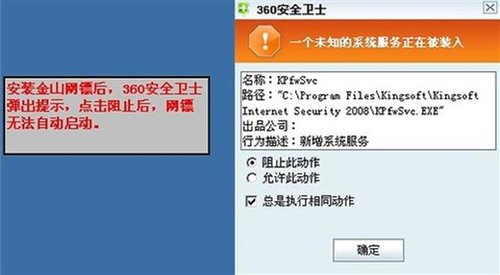 安装金山网镖后，360安全卫士
弹出提示，点击阻止后，网镖
无法自动启动。
360安全卫士
一个未知的系统服务正在被装入
名称：KPfwSvc
路径："C:\Program Files\Kingsoft\Kingsoft
Internet Security 2008\KPfwSvc.EXE"
出品公司：
行为描述：新增系统服务
阻止此动作
允许此动作
总是执行相同动作
确定